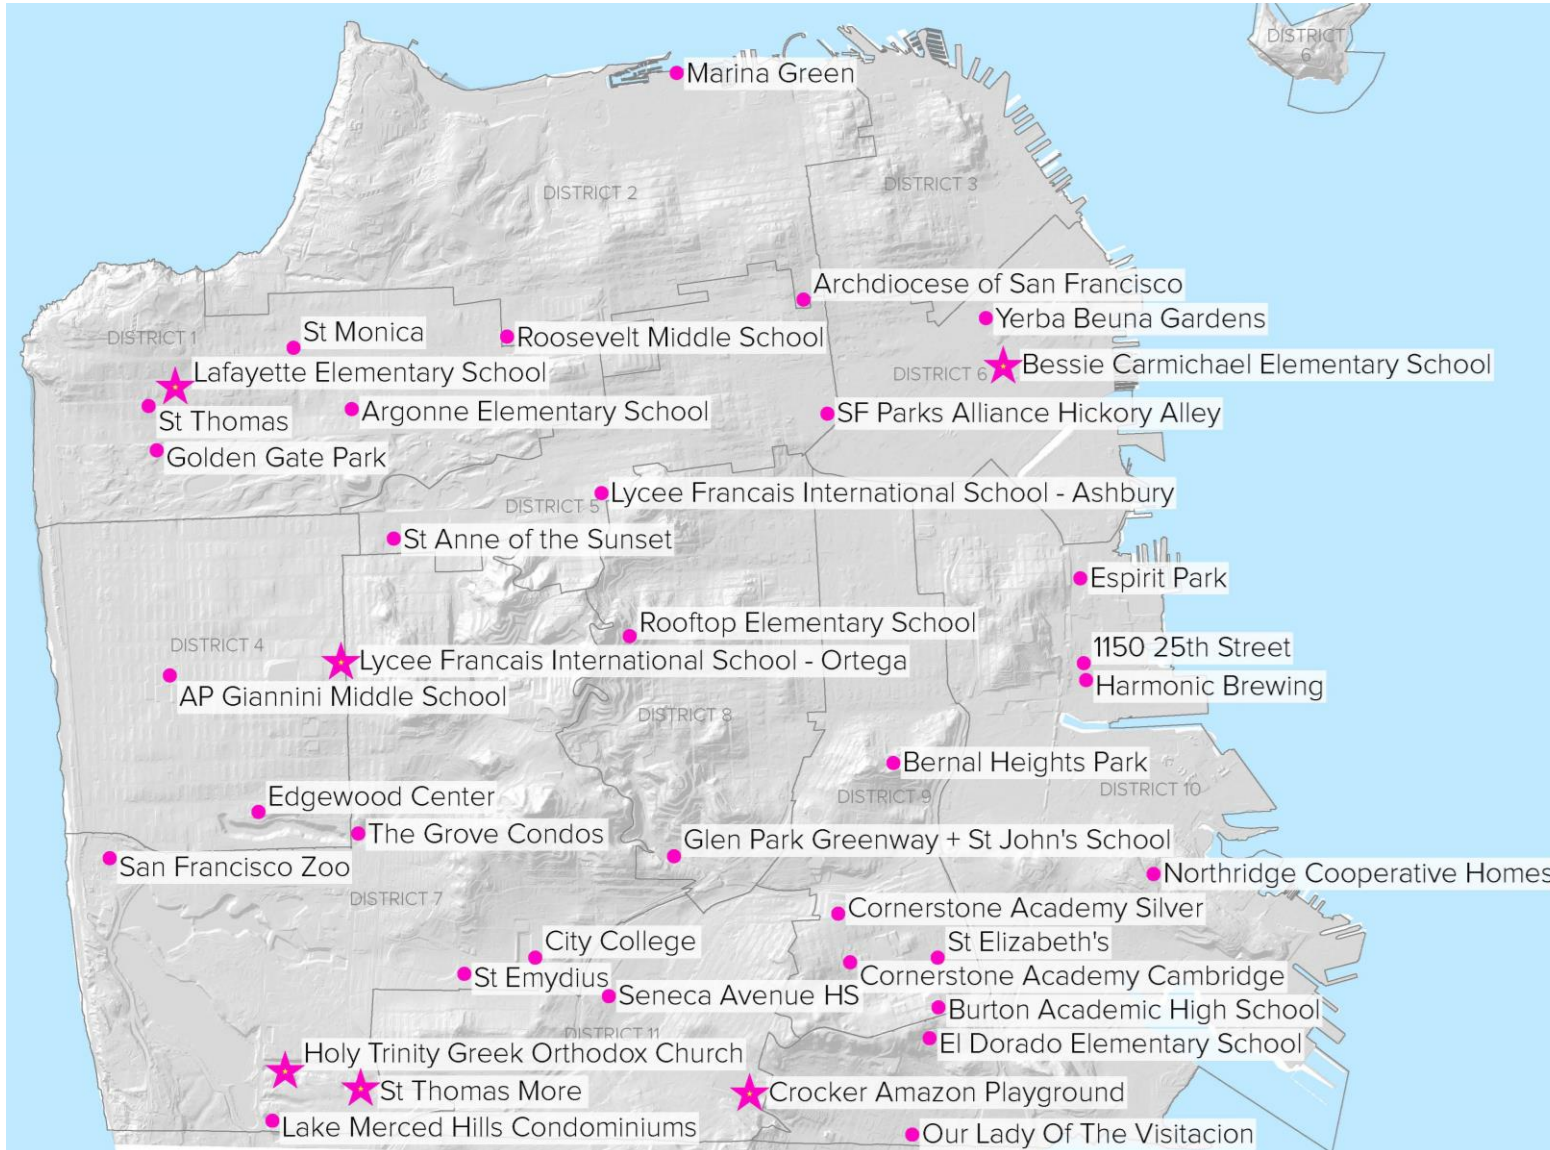 DISTRICT
6
Marina Green
DISTRICT 2
DISTRICT 3
Archdiocese of San Francisco
Yerba Beuna Gardens
DISTRICT 1
St Monica
Roosevelt Middle School
Lafayette Elementary School
DISTRICT 6
Bessie Carmichael Elementary School
St Thomas
Argonne Elementary School
SF Parks Alliance Hickory Alley
Golden Gate Park
DISTRICT 5
Lycee Francais International School - Ashbury
St Anne of the Sunset
Espirit Park
Rooftop Elementary School
DISTRICT 4
Lycee Francais International School - Ortega
1150 25th Street
AP Giannini Middle School
Harmonic Brewing
DISTRICT 8
Bernal Heights Park
DISTRICT 9
DISTRICT 10
Edgewood Center
The Grove Condos
Glen Park Greenway + St John's School
San Francisco Zoo
Northridge Cooperative Homes
DISTRICT 7
Cornerstone Academy Silver
City College
St Elizabeth's
St Emydius
Cornerstone Academy Cambridge
Seneca Avenue HS
Burton Academic High School
DISTRICT 11
El Dorado Elementary School
Holy Trinity Greek Orthodox Church
St Thomas More
Crocker Amazon Playground
Lake Merced Hills Condominiums
Our Lady Of The Visitacion